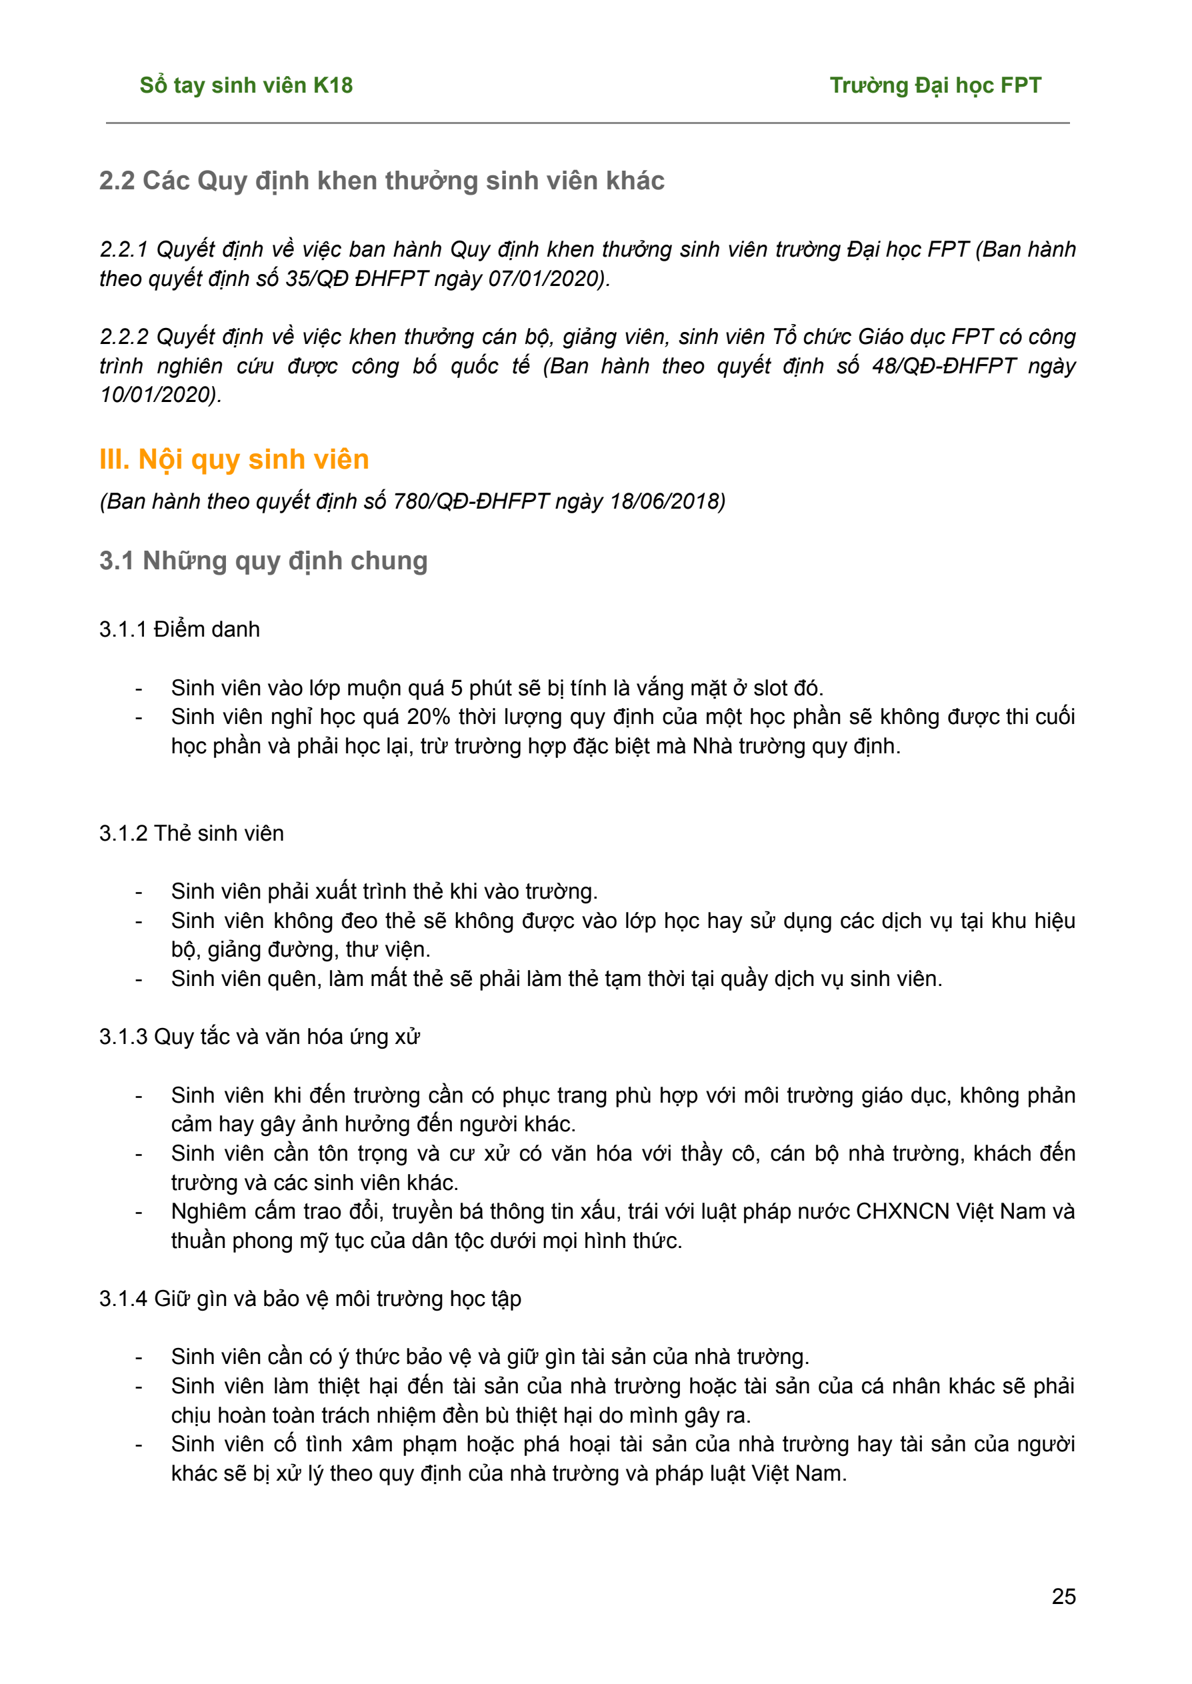 Sổ tay sinh viên K18 Trường Đại học FPT
2.2 Các Quy định khen thưởng sinh viên khác
2.2.1 Quyết định về việc ban hành Quy định khen thưởng sinh viên trường Đại học FPT (Ban hành
theo quyết định số 35/QĐ ĐHFPT ngày 07/01/2020).
2.2.2 Quyết định về việc khen thưởng cán bộ, giảng viên, sinh viên Tổ chức Giáo dục FPT có công
trình nghiên cứu được công bố quốc tế (Ban hành theo quyết định số 48/QĐ-ĐHFPT ngày
10/01/2020).
III. Nội quy sinh viên
(Ban hành theo quyết định số 780/QĐ-ĐHFPT ngày 18/06/2018)
3.1 Những quy định chung
3.1.1 Điểm danh
- Sinh viên vào lớp muộn quá 5 phút sẽ bị tính là vắng mặt ở slot đó.
- Sinh viên nghỉ học quá 20% thời lượng quy định của một học phần sẽ không được thi cuối
học phần và phải học lại, trừ trường hợp đặc biệt mà Nhà trường quy định.
3.1.2 Thẻ sinh viên
- Sinh viên phải xuất trình thẻ khi vào trường.
- Sinh viên không đeo thẻ sẽ không được vào lớp học hay sử dụng các dịch vụ tại khu hiệu
bộ, giảng đường, thư viện.
- Sinh viên quên, làm mất thẻ sẽ phải làm thẻ tạm thời tại quầy dịch vụ sinh viên.
3.1.3 Quy tắc và văn hóa ứng xử
- Sinh viên khi đến trường cần có phục trang phù hợp với môi trường giáo dục, không phản
cảm hay gây ảnh hưởng đến người khác.
- Sinh viên cần tôn trọng và cư xử có văn hóa với thầy cô, cán bộ nhà trường, khách đến
trường và các sinh viên khác.
- Nghiêm cấm trao đổi, truyền bá thông tin xấu, trái với luật pháp nước CHXNCN Việt Nam và
thuần phong mỹ tục của dân tộc dưới mọi hình thức.
3.1.4 Giữ gìn và bảo vệ môi trường học tập
- Sinh viên cần có ý thức bảo vệ và giữ gìn tài sản của nhà trường.
- Sinh viên làm thiệt hại đến tài sản của nhà trường hoặc tài sản của cá nhân khác sẽ phải
chịu hoàn toàn trách nhiệm đền bù thiệt hại do mình gây ra.
- Sinh viên cố tình xâm phạm hoặc phá hoại tài sản của nhà trường hay tài sản của người
khác sẽ bị xử lý theo quy định của nhà trường và pháp luật Việt Nam.
25